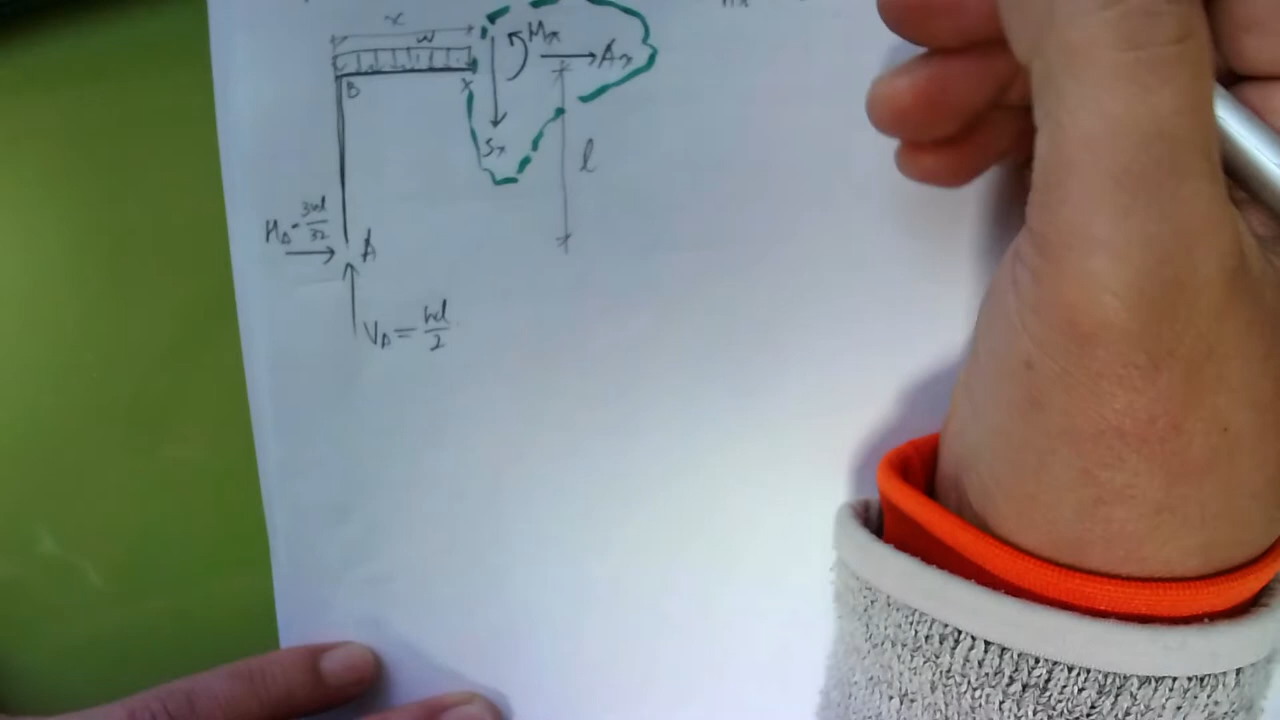 x
w
Mx
Ax
B
x
Sx
l
HA = 3wl/32
A
VA = wl/2